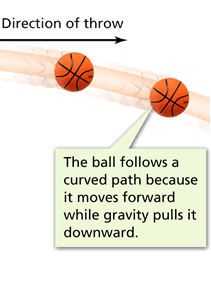 Direction of throw
The ball follows a
curved path because
it moves forward
while gravity pulls it
downward.